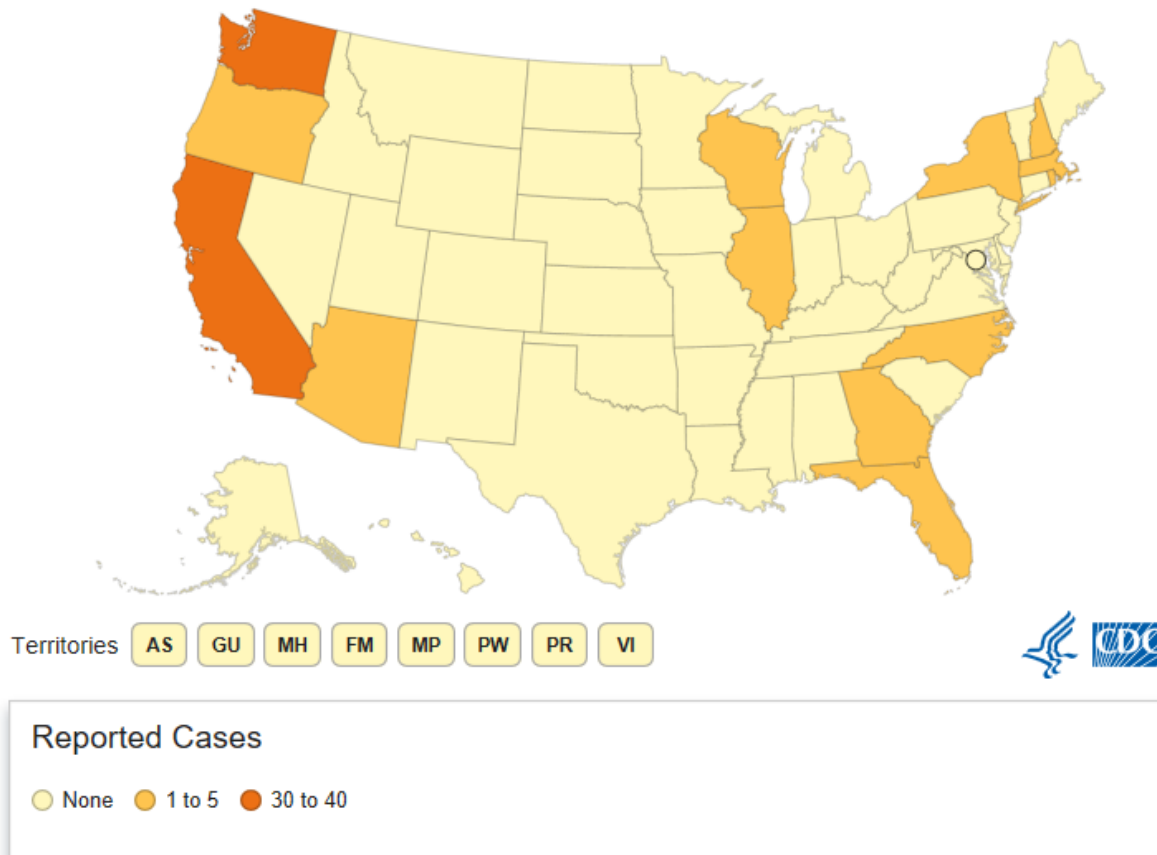 Territories AS GU MH FM MP PW PR VI
CDC
Reported Cases
None 1 to 5 30 to 40